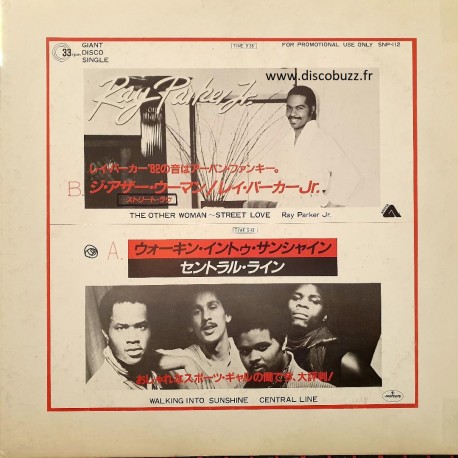 33rpm
GIANT
DISCO
SINGLE
FOR PROMOTIONAL USE ONLY SNP-112
www.discobuzz.fr
Ray Parker Jr.
レイ・パーカー'82の音はアーバン・ファンキー。
B. ジ・アザー・ウーマン/レイ・パーカーJr.
ストリート・ラブ
THE OTHER WOMAN~STREET LOVE Ray Parker Jr.
A. ウォーキン・イントゥ・サンシャイン
セントラル・ライン
おしゃれなスポーツ・ギャルの間で今、大評判!
WALKING INTO SUNSHINE CENTRAL LINE